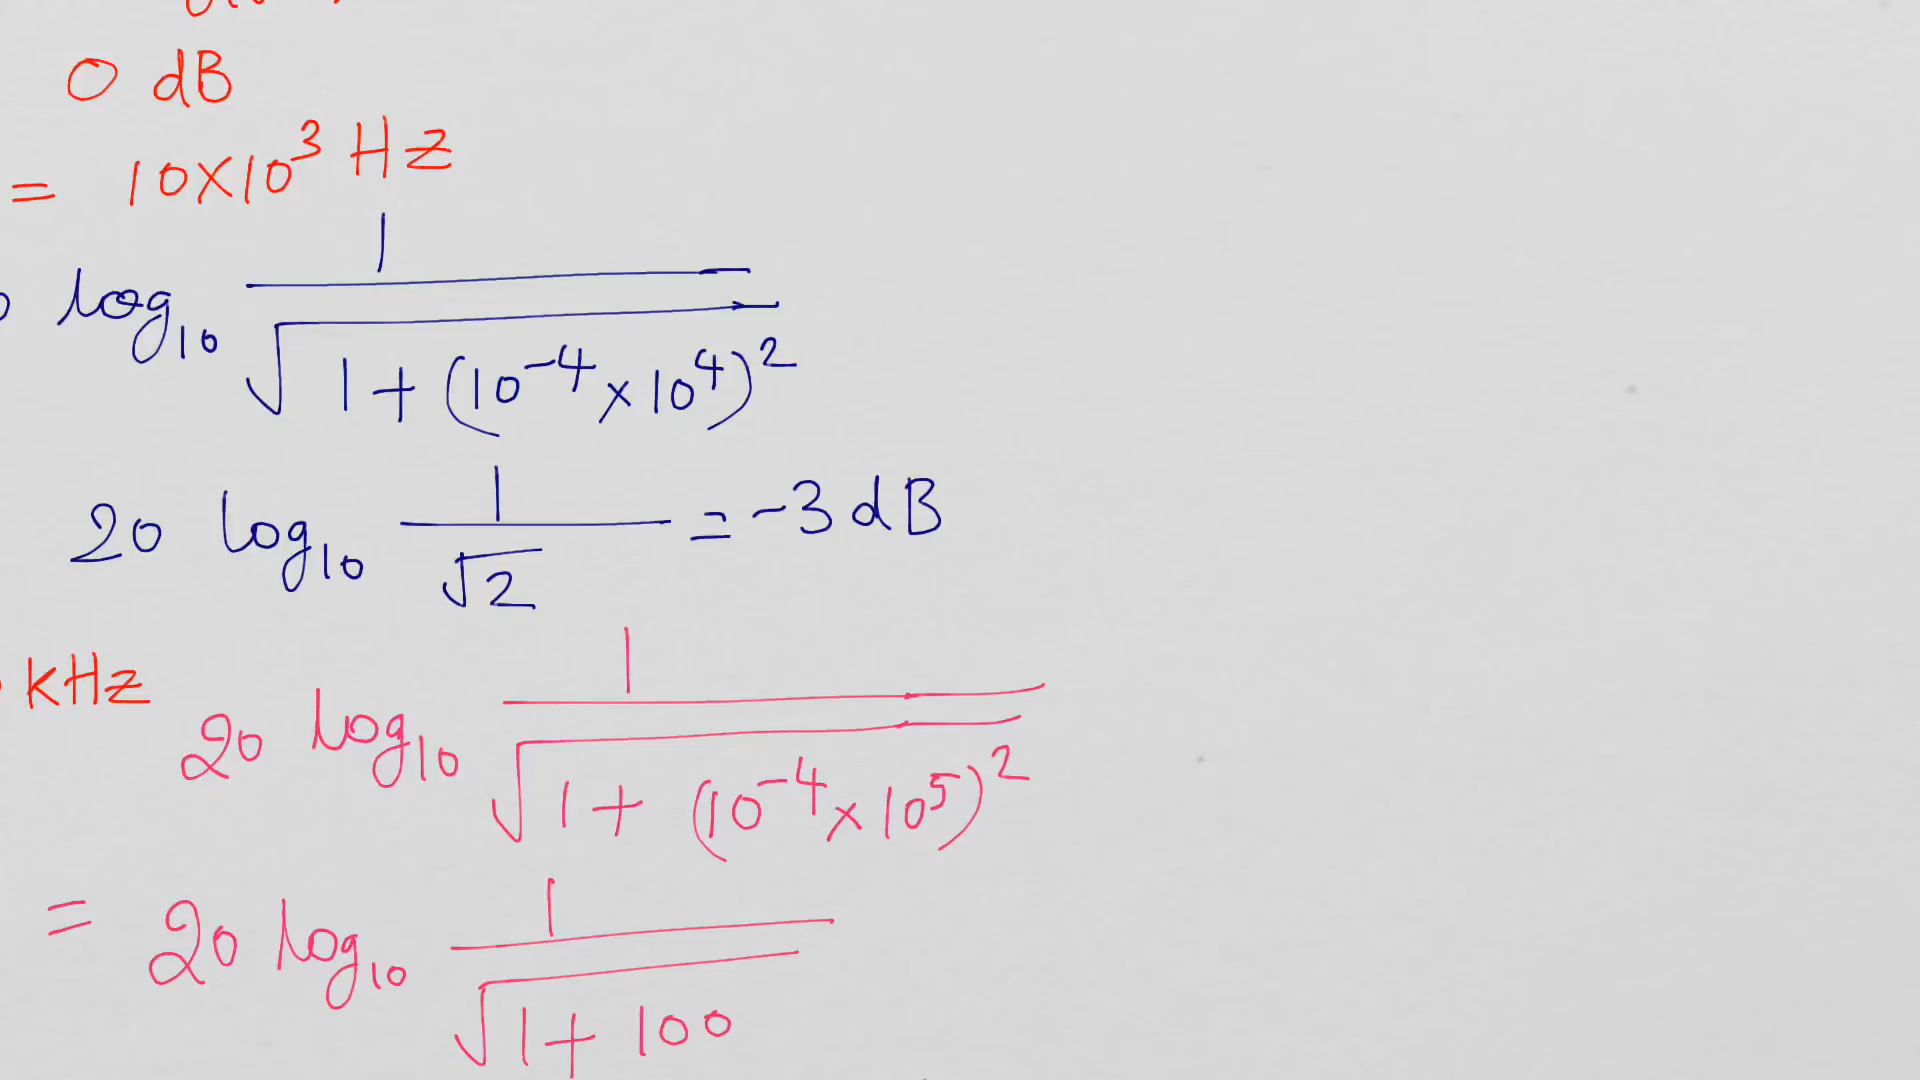 0 dB
= 10×10³ Hz
log₁₀ 1/√(1+(10⁻⁴×10⁴)²)
20 log₁₀ 1/√2 = -3 dB
kHz 20 log₁₀ 1/√(1+(10⁻⁴×10⁵)²)
= 20 log₁₀ 1/√(1+100)